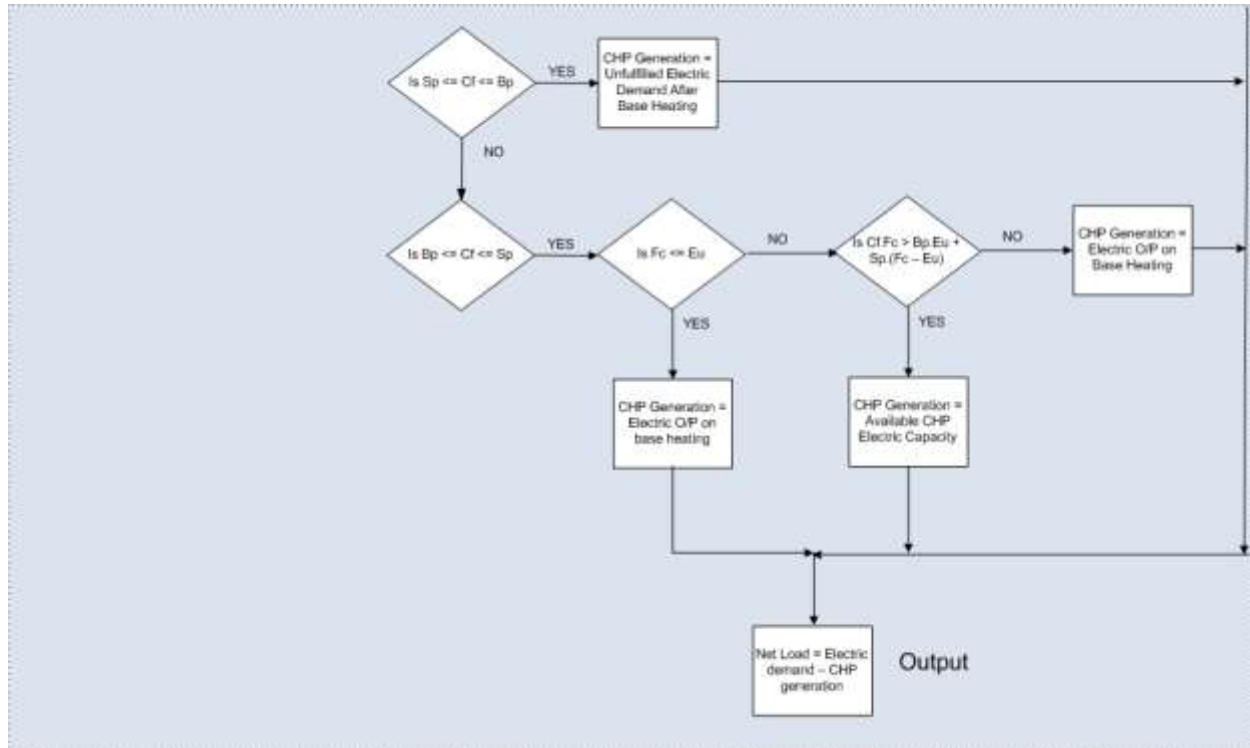 Is Sp <= Cf <= Bp
YES
CHP Generation =
Unfulfilled Electric
Demand After
Base Heating
NO
Is Bp <= Cf <= Sp
YES
Is Fc <= Eu
NO
Is Cf.Fc > Bp.Eu +
Sp.(Fc – Eu)
NO
CHP Generation =
Electric O/P on
Base Heating
YES
YES
CHP Generation =
Electric O/P on
base heating
CHP Generation =
Available CHP
Electric Capacity
Net Load = Electric
demand – CHP
generation
Output